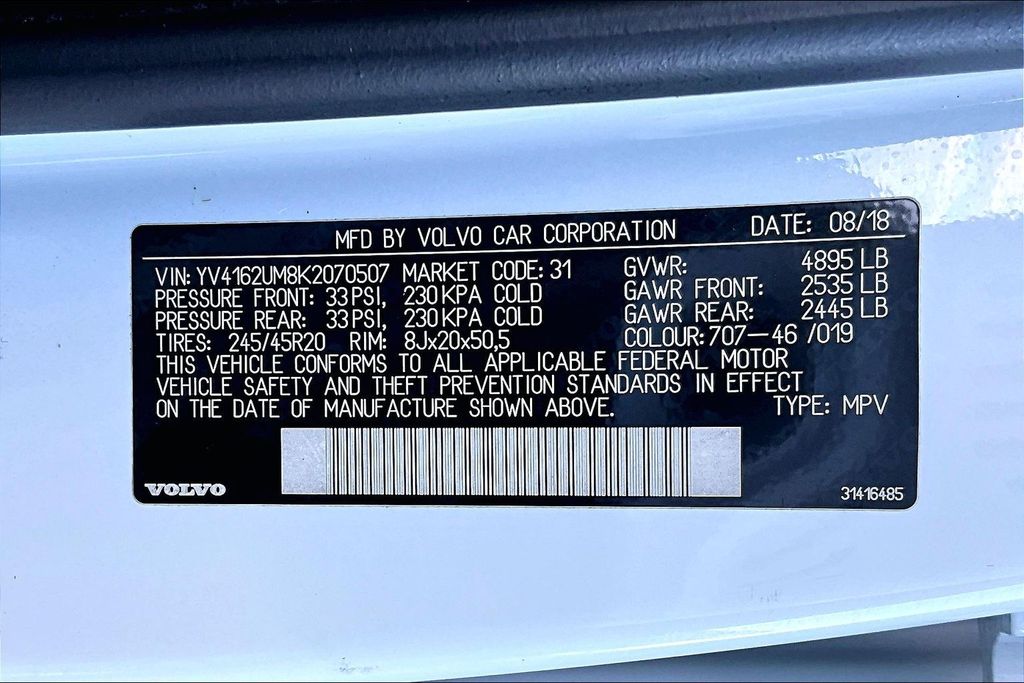 MFD BY VOLVO CAR CORPORATION DATE: 08/18
VIN: YV4162UM8K2070507 MARKET CODE: 31 GVWR: 4895 LB
PRESSURE FRONT: 33 PSI, 230 KPA COLD GAWR FRONT: 2535 LB
PRESSURE REAR: 33 PSI, 230 KPA COLD GAWR REAR: 2445 LB
TIRES: 245/45R20 RIM: 8Jx20x50,5 COLOUR: 707-46 /019
THIS VEHICLE CONFORMS TO ALL APPLICABLE FEDERAL MOTOR
VEHICLE SAFETY AND THEFT PREVENTION STANDARDS IN EFFECT
ON THE DATE OF MANUFACTURE SHOWN ABOVE. TYPE: MPV
VOLVO 31416485